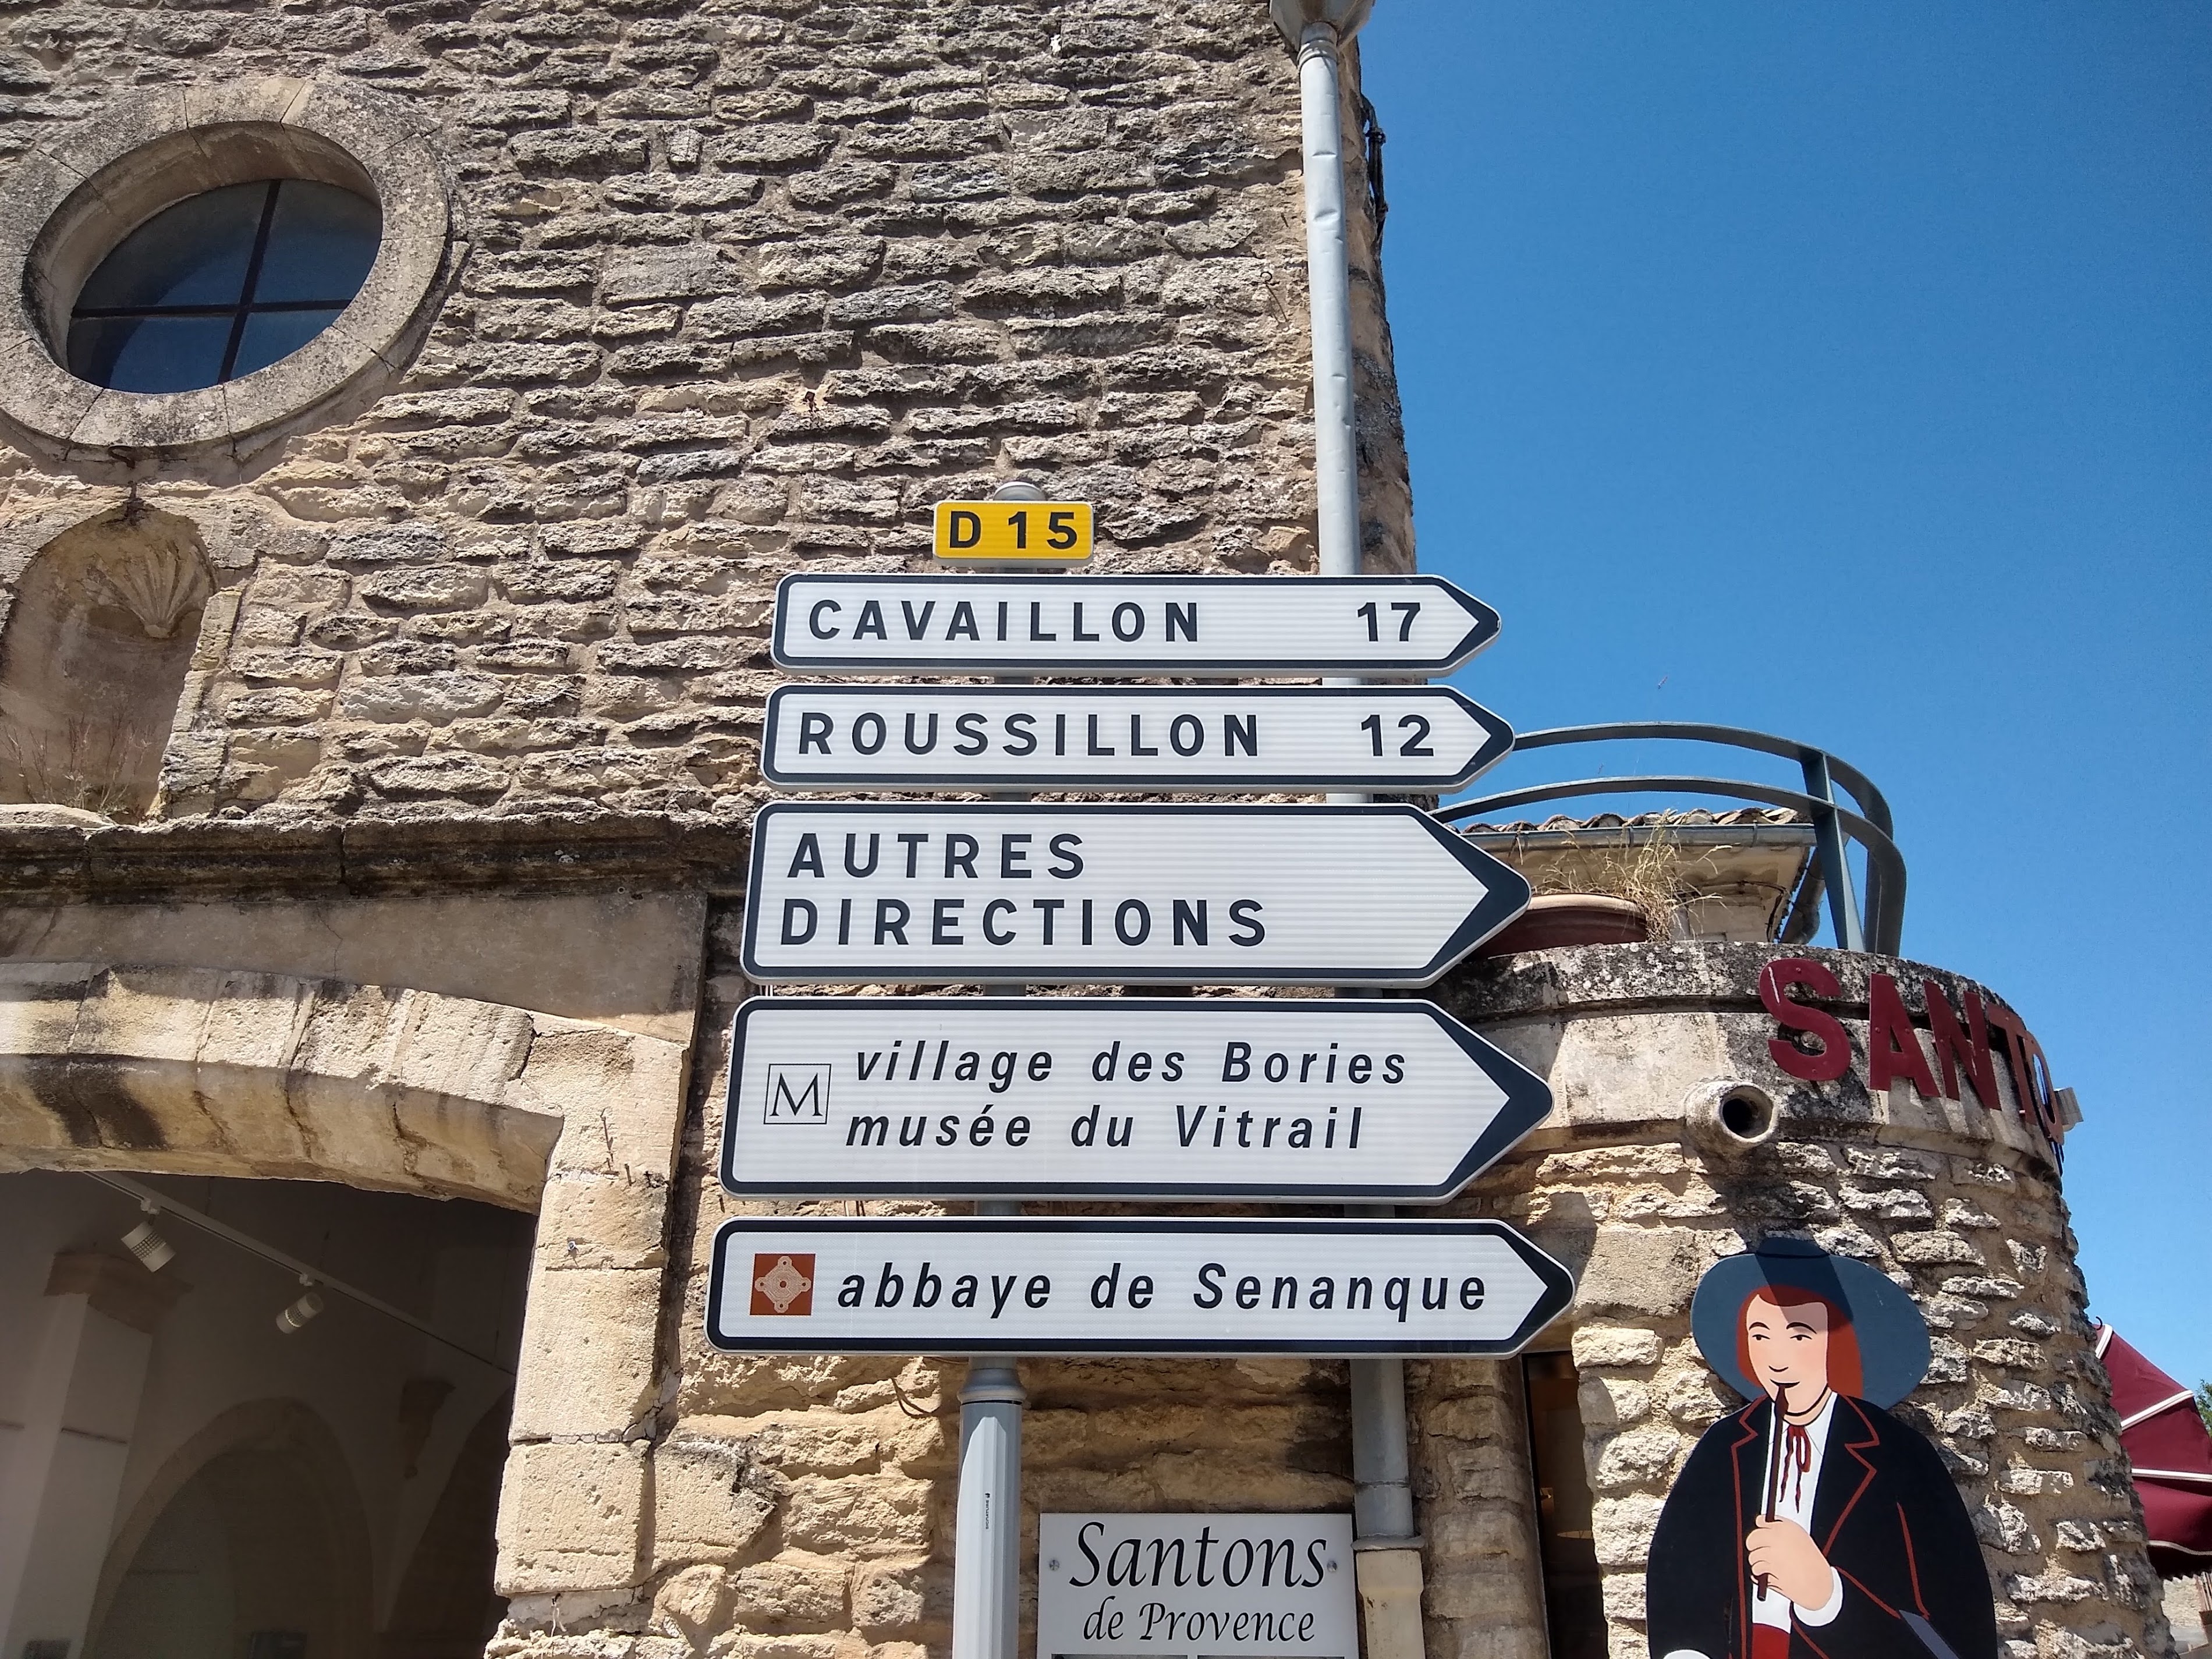 D 15
CAVAILLON 17
ROUSSILLON 12
AUTRES
DIRECTIONS
M
village des Bories
musée du Vitrail
abbaye de Senanque
SANTO
Santons
de Provence